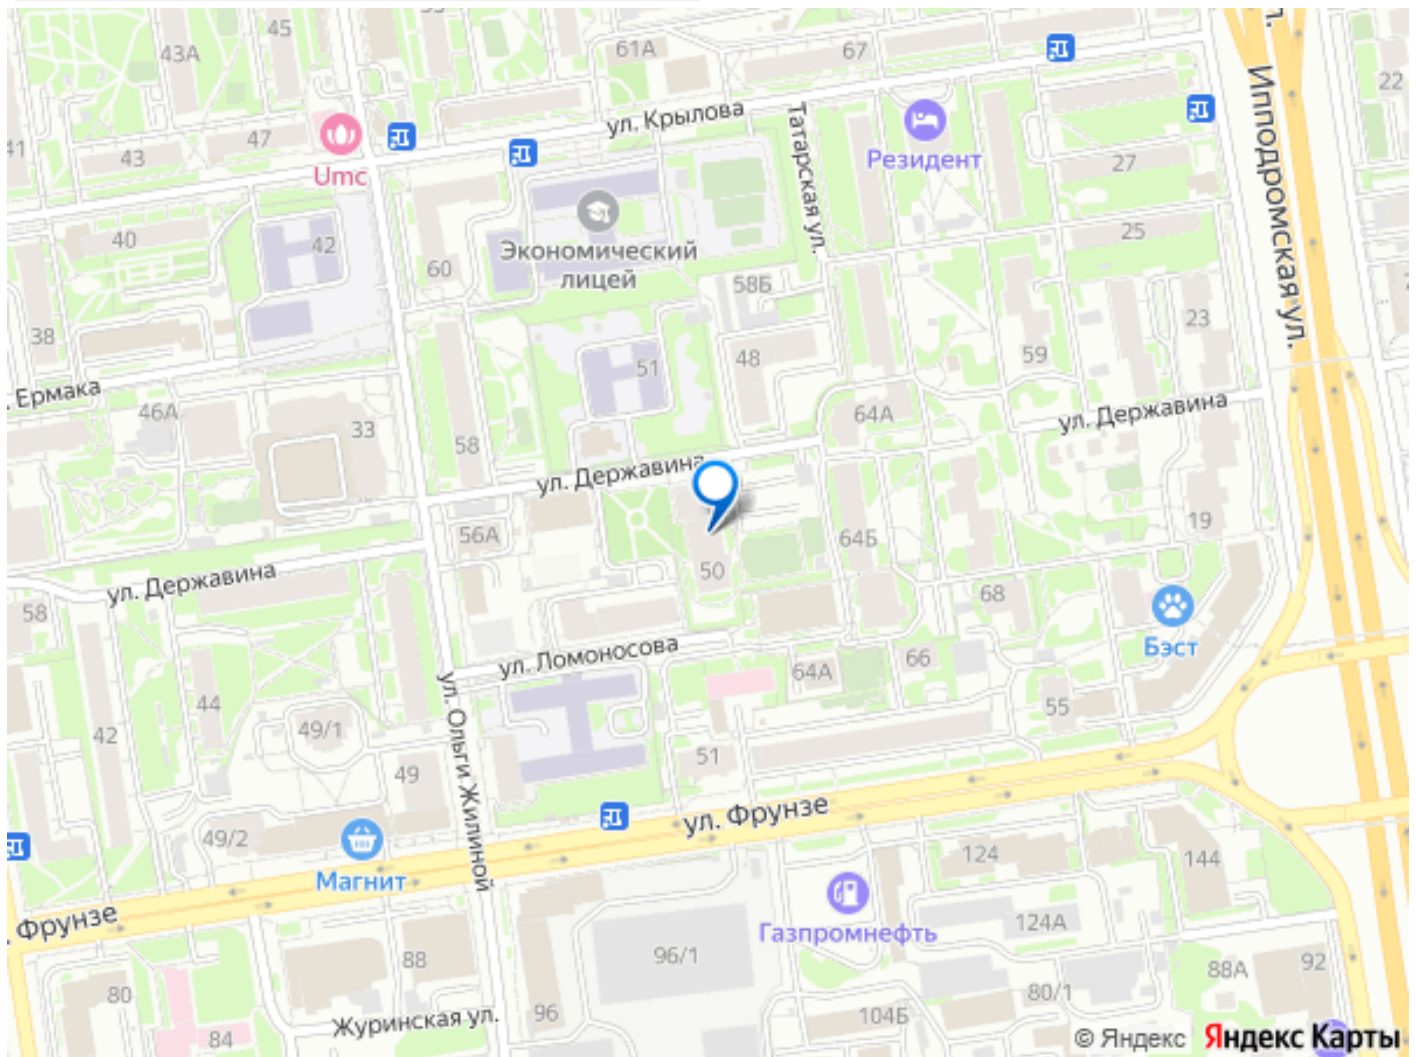 45
43А
61А
67
22
Ипподромская ул.
ул. Крылова
Татарская ул.
Резидент
27
41
43
47
Umc
40
42
60
Экономический
лицей
58Б
25
23
38
51
48
59
. Ермака
46А
33
58
64А
ул. Державина
ул. Державина
56А
64Б
19
50
ул. Державина
58
68
Бэст
ул. Ломоносова
64А
66
44
49/1
42
49
ул. Ольги Жилиной
51
55
ул. Фрунзе
49/2
Магнит
124
144
. Фрунзе
Газпромнефть
124А
88
96/1
88А
92
80
96
80/1
104Б
84
Журинская ул.
© Яндекс Яндекс Карты